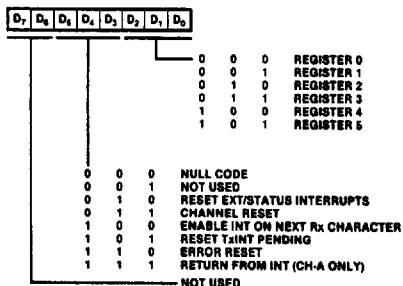 D7 D6 D5 D4 D3 D2 D1 D0
0 0 0 REGISTER 0
0 0 1 REGISTER 1
0 1 0 REGISTER 2
0 1 1 REGISTER 3
1 0 0 REGISTER 4
1 0 1 REGISTER 5
0 0 0 NULL CODE
0 0 1 NOT USED
0 1 0 RESET EXT/STATUS INTERRUPTS
0 1 1 CHANNEL RESET
1 0 0 ENABLE INT ON NEXT Rx CHARACTER
1 0 1 RESET TxINT PENDING
1 1 0 ERROR RESET
1 1 1 RETURN FROM INT (CH-A ONLY)
NOT USED